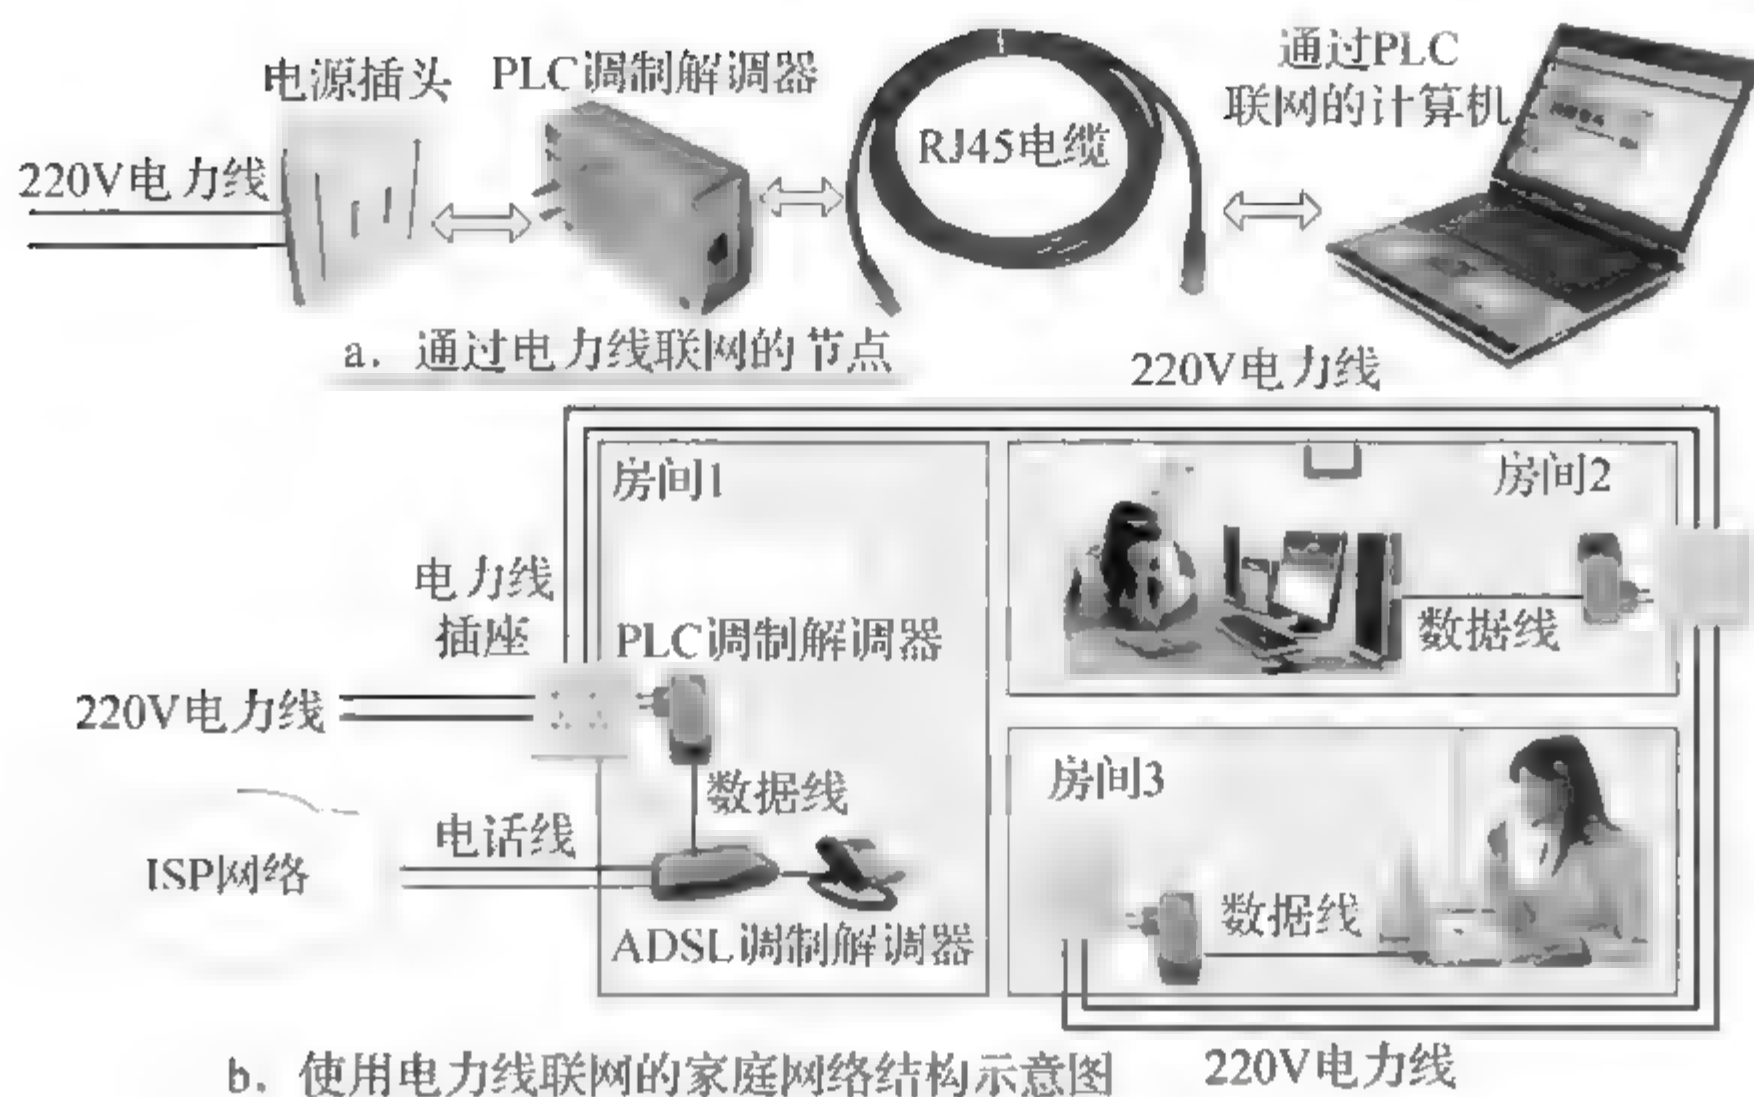 电源插头
PLC调制解调器
RJ45电缆
通过PLC
联网的计算机
220V电力线
a. 通过电力线联网的节点
220V电力线
房间1
房间2
电力线
插座
PLC调制解调器
数据线
220V电力线
数据线
房间3
电话线
ISP网络
数据线
ADSL调制解调器
b. 使用电力线联网的家庭网络结构示意图
220V电力线